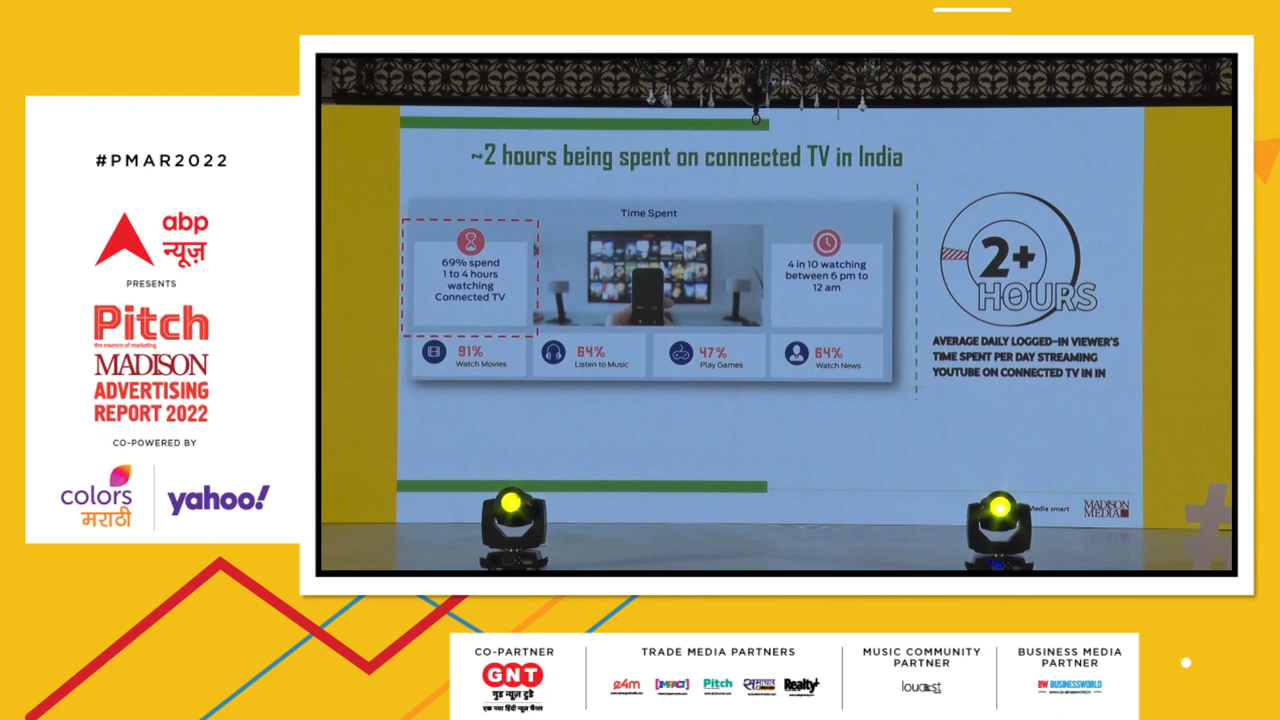 #PMAR2022
abp
न्यूज़
PRESENTS
Pitch
the essence of marketing
MADISON
ADVERTISING
REPORT 2022
CO-POWERED BY
colors
मराठी
yahoo!
~2 hours being spent on connected TV in India
Time Spent
69% spend
1 to 4 hours
watching
Connected TV
4 in 10 watching
between 6 pm to
12 am
91%
Watch Movies
64%
Listen to Music
47%
Play Games
64%
Watch News
2+
HOURS
AVERAGE DAILY LOGGED-IN VIEWER'S
TIME SPENT PER DAY STREAMING
YOUTUBE ON CONNECTED TV IN IN
Media smart
MADISON
MEDIA
#
CO-PARTNER
GNT
गुड न्यूज़ टुडे
एक नया हिंदी न्यूज़ चैनल
TRADE MEDIA PARTNERS
e4m
IMPACT
Pitch
समाचार
Realty+
MUSIC COMMUNITY
PARTNER
BUSINESS MEDIA
PARTNER
BW BUSINESSWORLD